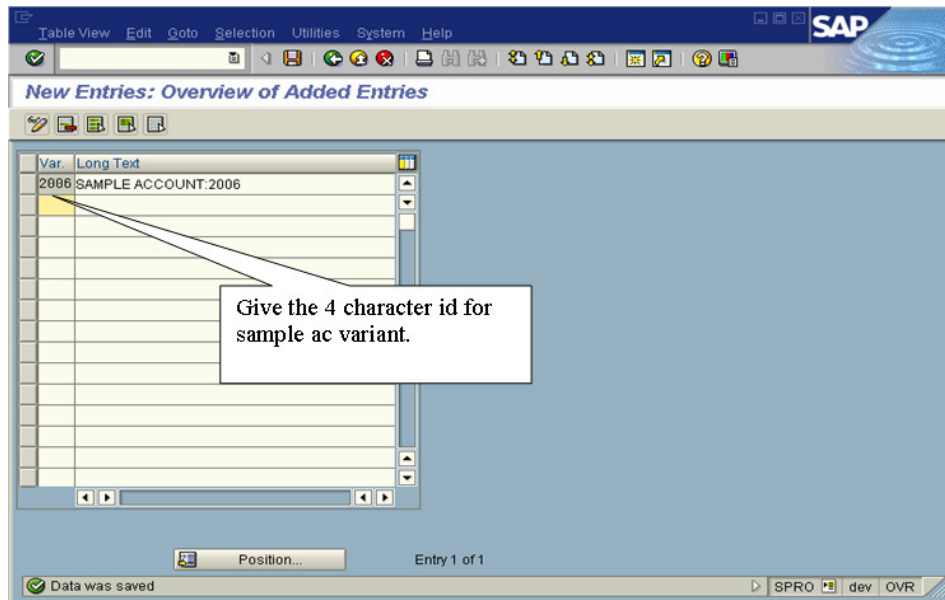 Table View Edit Goto Selection Utilities System Help
SAP
New Entries: Overview of Added Entries
Var. Long Text
2006 SAMPLE ACCOUNT:2006
Give the 4 character id for
sample ac variant.
Position... Entry 1 of 1
Data was saved SPRO dev OVR